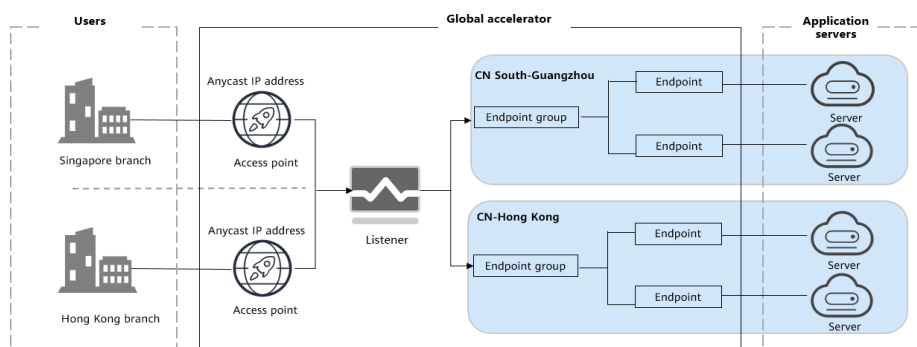 Users
Global accelerator
Application
servers
Anycast IP address
Access point
Singapore branch
Anycast IP address
Access point
Hong Kong branch
Listener
CN South-Guangzhou
Endpoint group
Endpoint
Endpoint
Server
Server
CN-Hong Kong
Endpoint group
Endpoint
Endpoint
Server
Server